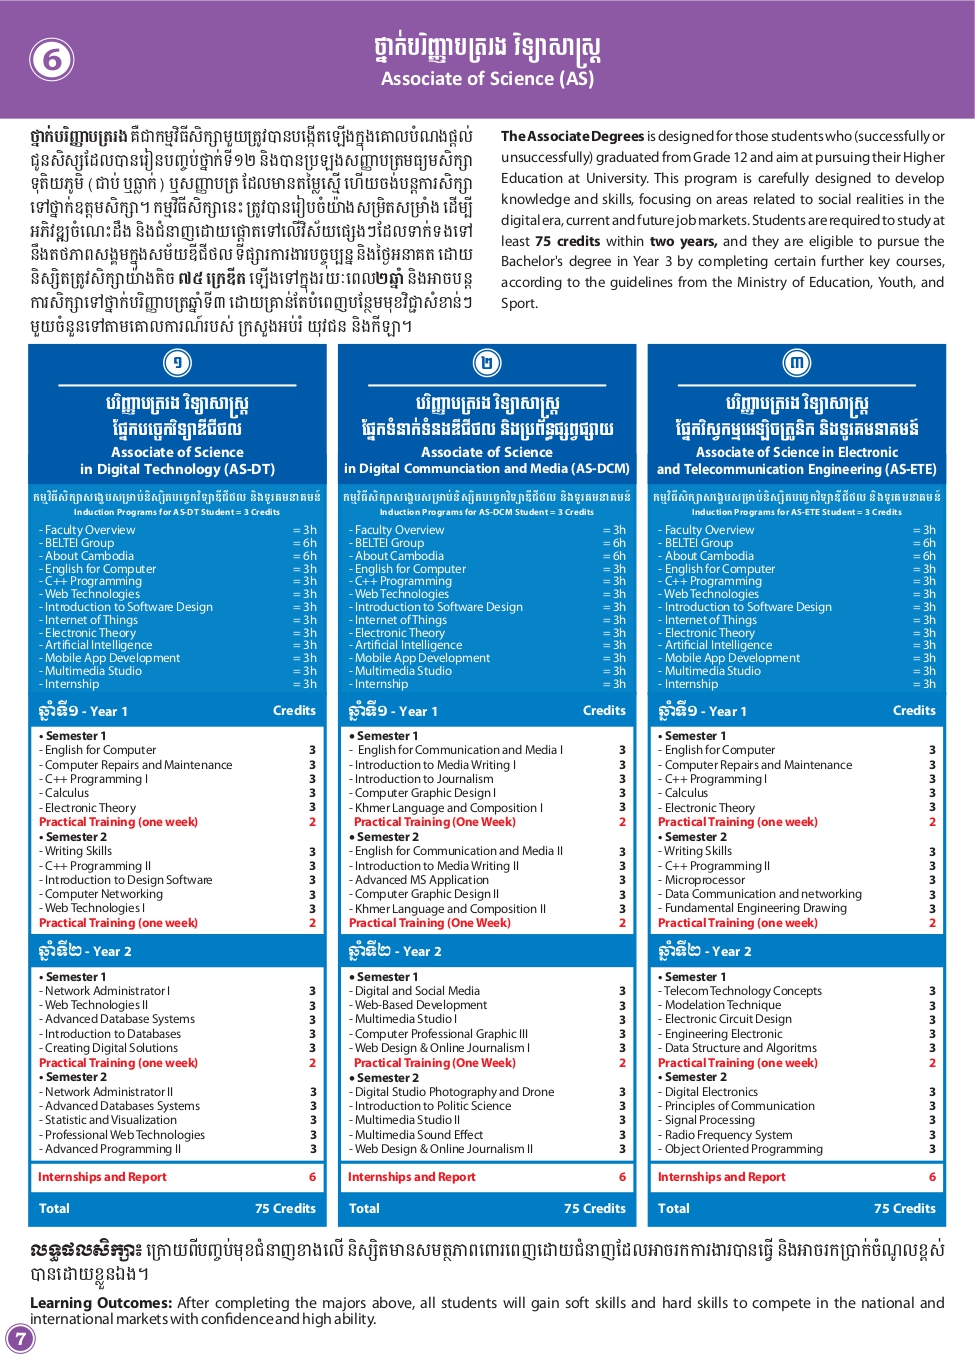 6
ថ្នាក់បរិញ្ញាបត្ររង វិទ្យាសាស្ត្រ
Associate of Science (AS)
ថ្នាក់បរិញ្ញាបត្ររង គឺជាកម្មវិធីសិក្សាមួយត្រូវបានបង្កើតឡើងក្នុងគោលបំណងផ្តល់
ជូនសិស្សដែលបានរៀនបញ្ចប់ថ្នាក់ទី១២ និងបានប្រឡងសញ្ញាបត្រមធ្យមសិក្សា
ទុតិយភូមិ ( ជាប់ ឬធ្លាក់ ) ឬសញ្ញាបត្រ ដែលមានតម្លៃស្មើ ហើយចង់បន្តការសិក្សា
ទៅថ្នាក់ឧត្តមសិក្សា។ កម្មវិធីសិក្សានេះ ត្រូវបានរៀបចំយ៉ាងសម្រិតសម្រាំង ដើម្បី
អភិវឌ្ឍចំណេះដឹង និងជំនាញដោយផ្តោតទៅលើវិស័យផ្សេងៗដែលទាក់ទងទៅ
នឹងតថភាពសង្គមក្នុងសម័យឌីជីថល ទីផ្សារការងារបច្ចុប្បន្ន និងថ្ងៃអនាគត ដោយ
និស្សិតត្រូវសិក្សាយ៉ាងតិច ៧៥ ក្រេឌីត ឡើងទៅក្នុងរយៈពេល២ឆ្នាំ និងអាចបន្ត
ការសិក្សាទៅថ្នាក់បរិញ្ញាបត្រឆ្នាំទី៣ ដោយគ្រាន់តែបំពេញបន្ថែមមុខវិជ្ជាសំខាន់ៗ
មួយចំនួនទៅតាមគោលការណ៍របស់ ក្រសួងអប់រំ យុវជន និងកីឡា។
The Associate Degrees is designed for those students who (successfully or
unsuccessfully) graduated from Grade 12 and aim at pursuing their Higher
Education at University. This program is carefully designed to develop
knowledge and skills, focusing on areas related to social realities in the
digital era, current and future job markets. Students are required to study at
least 75 credits within two years, and they are eligible to pursue the
Bachelor's degree in Year 3 by completing certain further key courses,
according to the guidelines from the Ministry of Education, Youth, and
Sport.
១
បរិញ្ញាបត្ររង វិទ្យាសាស្ត្រ
ផ្នែកបច្ចេកវិទ្យាឌីជីថល
Associate of Science
in Digital Technology (AS-DT)
កម្មវិធីសិក្សាសង្ខេបសម្រាប់និស្សិតបច្ចេកវិទ្យាឌីជីថល និងទូរគមនាគមន៍
Induction Programs for AS-DT Student = 3 Credits
- Faculty Overview = 3h
- BELTEI Group = 6h
- About Cambodia = 6h
- English for Computer = 3h
- C++ Programming = 3h
- Web Technologies = 3h
- Introduction to Software Design = 3h
- Internet of Things = 3h
- Electronic Theory = 3h
- Artificial Intelligence = 3h
- Mobile App Development = 3h
- Multimedia Studio = 3h
- Internship = 3h
ឆ្នាំទី១ - Year 1 Credits
• Semester 1
- English for Computer 3
- Computer Repairs and Maintenance 3
- C++ Programming I 3
- Calculus 3
- Electronic Theory 3
Practical Training (one week) 2
• Semester 2
- Writing Skills 3
- C++ Programming II 3
- Introduction to Design Software 3
- Computer Networking 3
- Web Technologies I 3
Practical Training (one week) 2
ឆ្នាំទី២ - Year 2
• Semester 1
- Network Administrator I 3
- Web Technologies II 3
- Advanced Database Systems 3
- Introduction to Databases 3
- Creating Digital Solutions 3
Practical Training (one week) 2
• Semester 2
- Network Administrator II 3
- Advanced Databases Systems 3
- Statistic and Visualization 3
- Professional Web Technologies 3
- Advanced Programming II 3
Internships and Report 6
Total 75 Credits
២
បរិញ្ញាបត្ររង វិទ្យាសាស្ត្រ
ផ្នែកទំនាក់ទំនងឌីជីថល និងប្រព័ន្ធផ្សព្វផ្សាយ
Associate of Science
in Digital Communciation and Media (AS-DCM)
កម្មវិធីសិក្សាសង្ខេបសម្រាប់និស្សិតបច្ចេកវិទ្យាឌីជីថល និងទូរគមនាគមន៍
Induction Programs for AS-DCM Student = 3 Credits
- Faculty Overview = 3h
- BELTEI Group = 6h
- About Cambodia = 6h
- English for Computer = 3h
- C++ Programming = 3h
- Web Technologies = 3h
- Introduction to Software Design = 3h
- Internet of Things = 3h
- Electronic Theory = 3h
- Artificial Intelligence = 3h
- Mobile App Development = 3h
- Multimedia Studio = 3h
- Internship = 3h
ឆ្នាំទី១ - Year 1 Credits
• Semester 1
- English for Communication and Media I 3
- Introduction to Media Writing I 3
- Introduction to Journalism 3
- Computer Graphic Design I 3
- Khmer Language and Composition I 3
Practical Training (One Week) 2
• Semester 2
- English for Communication and Media II 3
- Introduction to Media Writing II 3
- Advanced MS Application 3
- Computer Graphic Design II 3
- Khmer Language and Composition II 3
Practical Training (One Week) 2
ឆ្នាំទី២ - Year 2
• Semester 1
- Digital and Social Media 3
- Web-Based Development 3
- Multimedia Studio I 3
- Computer Professional Graphic III 3
- Web Design & Online Journalism I 3
Practical Training (One Week) 2
• Semester 2
- Digital Studio Photography and Drone 3
- Introduction to Politic Science 3
- Multimedia Studio II 3
- Multimedia Sound Effect 3
- Web Design & Online Journalism II 3
Internships and Report 6
Total 75 Credits
៣
បរិញ្ញាបត្ររង វិទ្យាសាស្ត្រ
ផ្នែកវិស្វកម្មអេឡិចត្រូនិក និងទូរគមនាគមន៍
Associate of Science in Electronic
and Telecommunication Engineering (AS-ETE)
កម្មវិធីសិក្សាសង្ខេបសម្រាប់និស្សិតបច្ចេកវិទ្យាឌីជីថល និងទូរគមនាគមន៍
Induction Programs for AS-ETE Student = 3 Credits
- Faculty Overview = 3h
- BELTEI Group = 6h
- About Cambodia = 6h
- English for Computer = 3h
- C++ Programming = 3h
- Web Technologies = 3h
- Introduction to Software Design = 3h
- Internet of Things = 3h
- Electronic Theory = 3h
- Artificial Intelligence = 3h
- Mobile App Development = 3h
- Multimedia Studio = 3h
- Internship = 3h
ឆ្នាំទី១ - Year 1 Credits
• Semester 1
- English for Computer 3
- Computer Repairs and Maintenance 3
- C++ Programming I 3
- Calculus 3
- Electronic Theory 3
Practical Training (one week) 2
• Semester 2
- Writing Skills 3
- C++ Programming II 3
- Microprocessor 3
- Data Communication and networking 3
- Fundamental Engineering Drawing 3
Practical Training (one week) 2
ឆ្នាំទី២ - Year 2
• Semester 1
- Telecom Technology Concepts 3
- Modelation Technique 3
- Electronic Circuit Design 3
- Engineering Electronic 3
- Data Structure and Algoritms 3
Practical Training (one week) 2
• Semester 2
- Digital Electronics 3
- Principles of Communication 3
- Signal Processing 3
- Radio Frequency System 3
- Object Oriented Programming 3
Internships and Report 6
Total 75 Credits
លទ្ធផលសិក្សា៖ ក្រោយពីបញ្ចប់មុខជំនាញខាងលើ និស្សិតមានសមត្ថភាពពោរពេញដោយជំនាញដែលអាចរកការងារបានធ្វើ និងអាចរកប្រាក់ចំណូលខ្ពស់
បានដោយខ្លួនឯង។
Learning Outcomes: After completing the majors above, all students will gain soft skills and hard skills to compete in the national and
international markets with confidence and high ability.
7